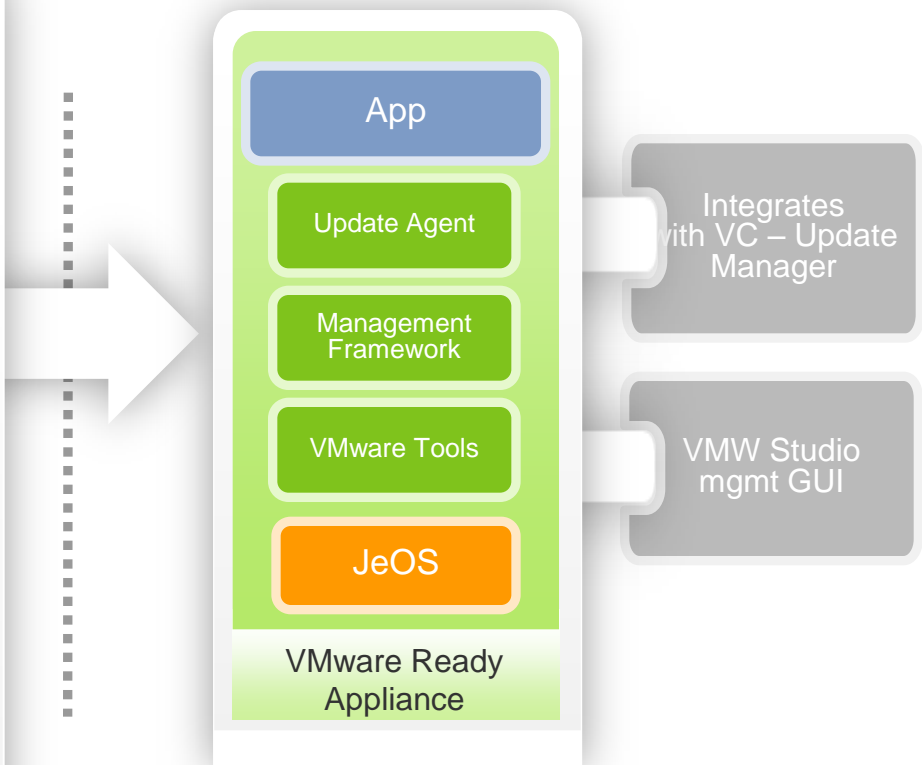 App
Update Agent
Management
Framework
VMware Tools
JeOS
VMware Ready
Appliance
Integrates
with VC – Update
Manager
VMW Studio
mgmt GUI